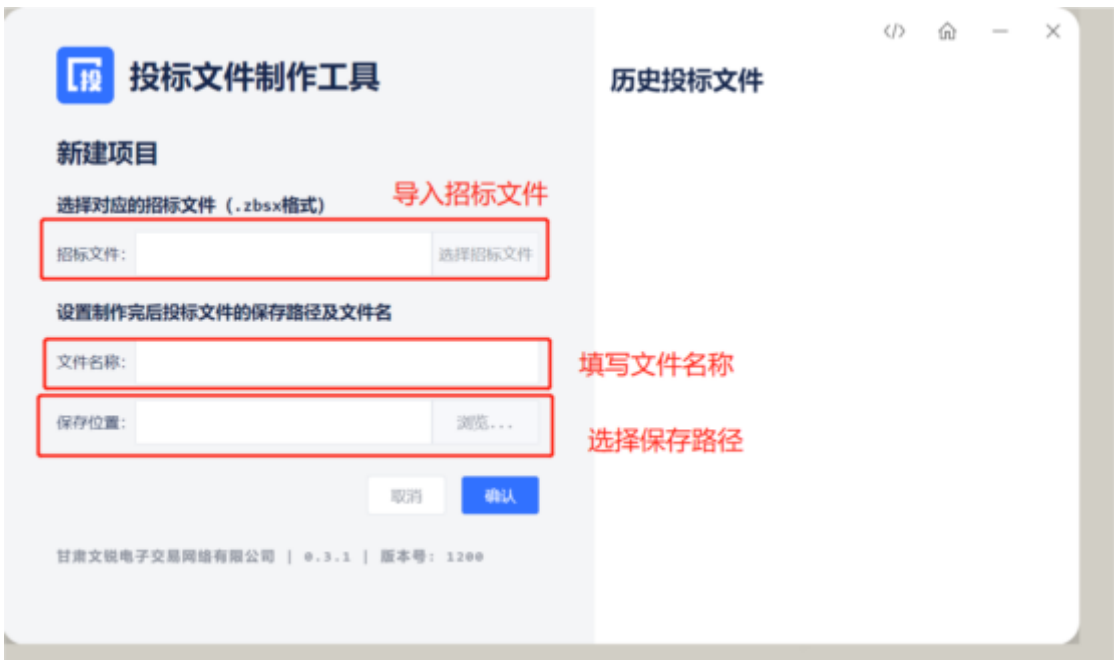 投 投标文件制作工具
历史投标文件
新建项目
导入招标文件
选择对应的招标文件（.zbsx格式）
招标文件： 选择招标文件
设置制作完后投标文件的保存路径及文件名
文件名称：
填写文件名称
保存位置： 浏览...
选择保存路径
取消 确认
甘肃文锐电子交易网络有限公司 | 0.3.1 | 版本号: 1200